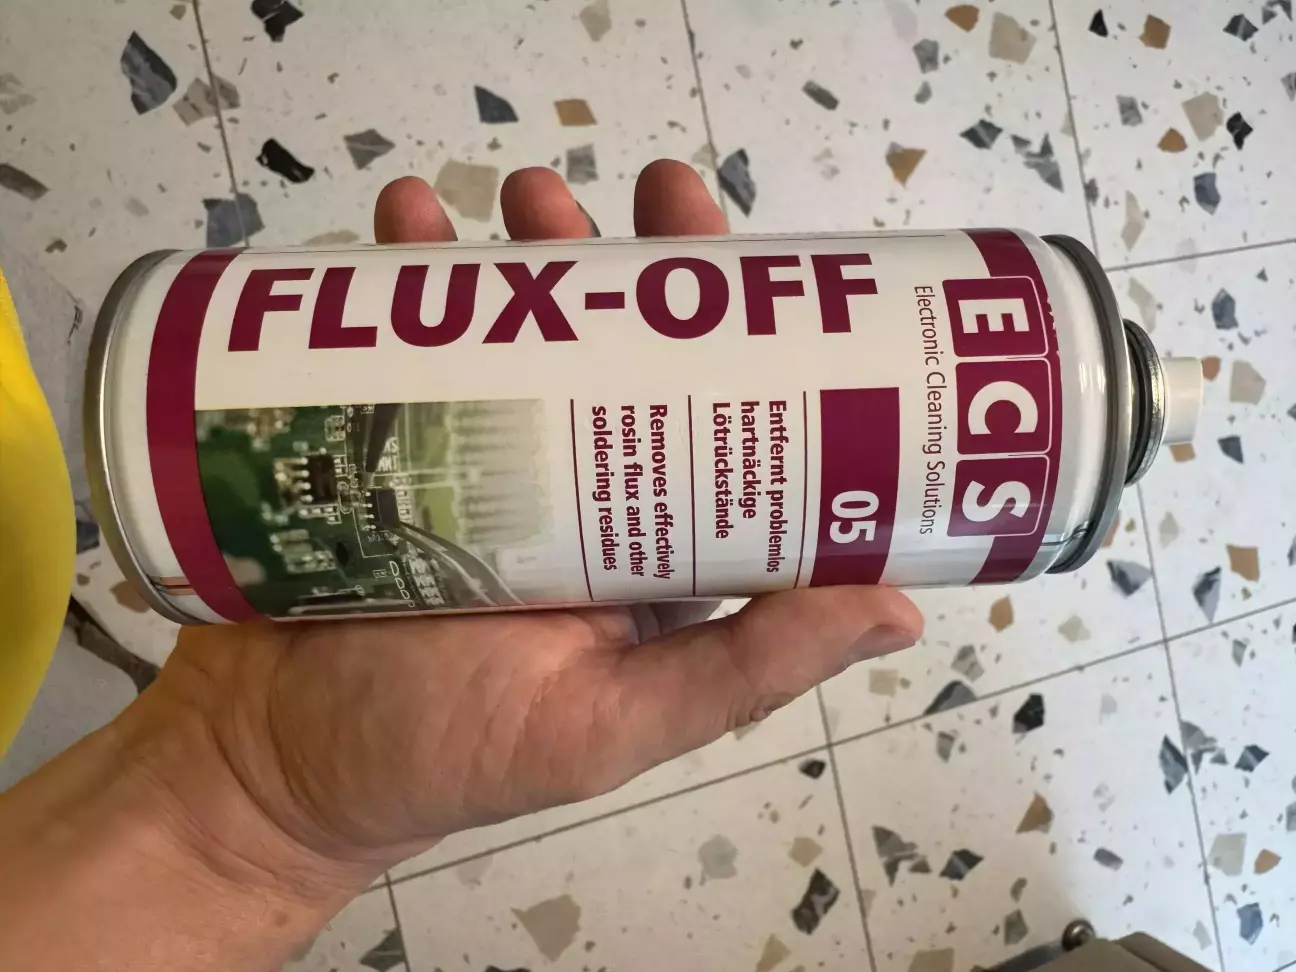 FLUX-OFF
ECS
Electronic Cleaning Solutions
05
Entfernt problemlos
hartnäckige
Lötrückstände
Removes effectively
rosin flux and other
soldering residues